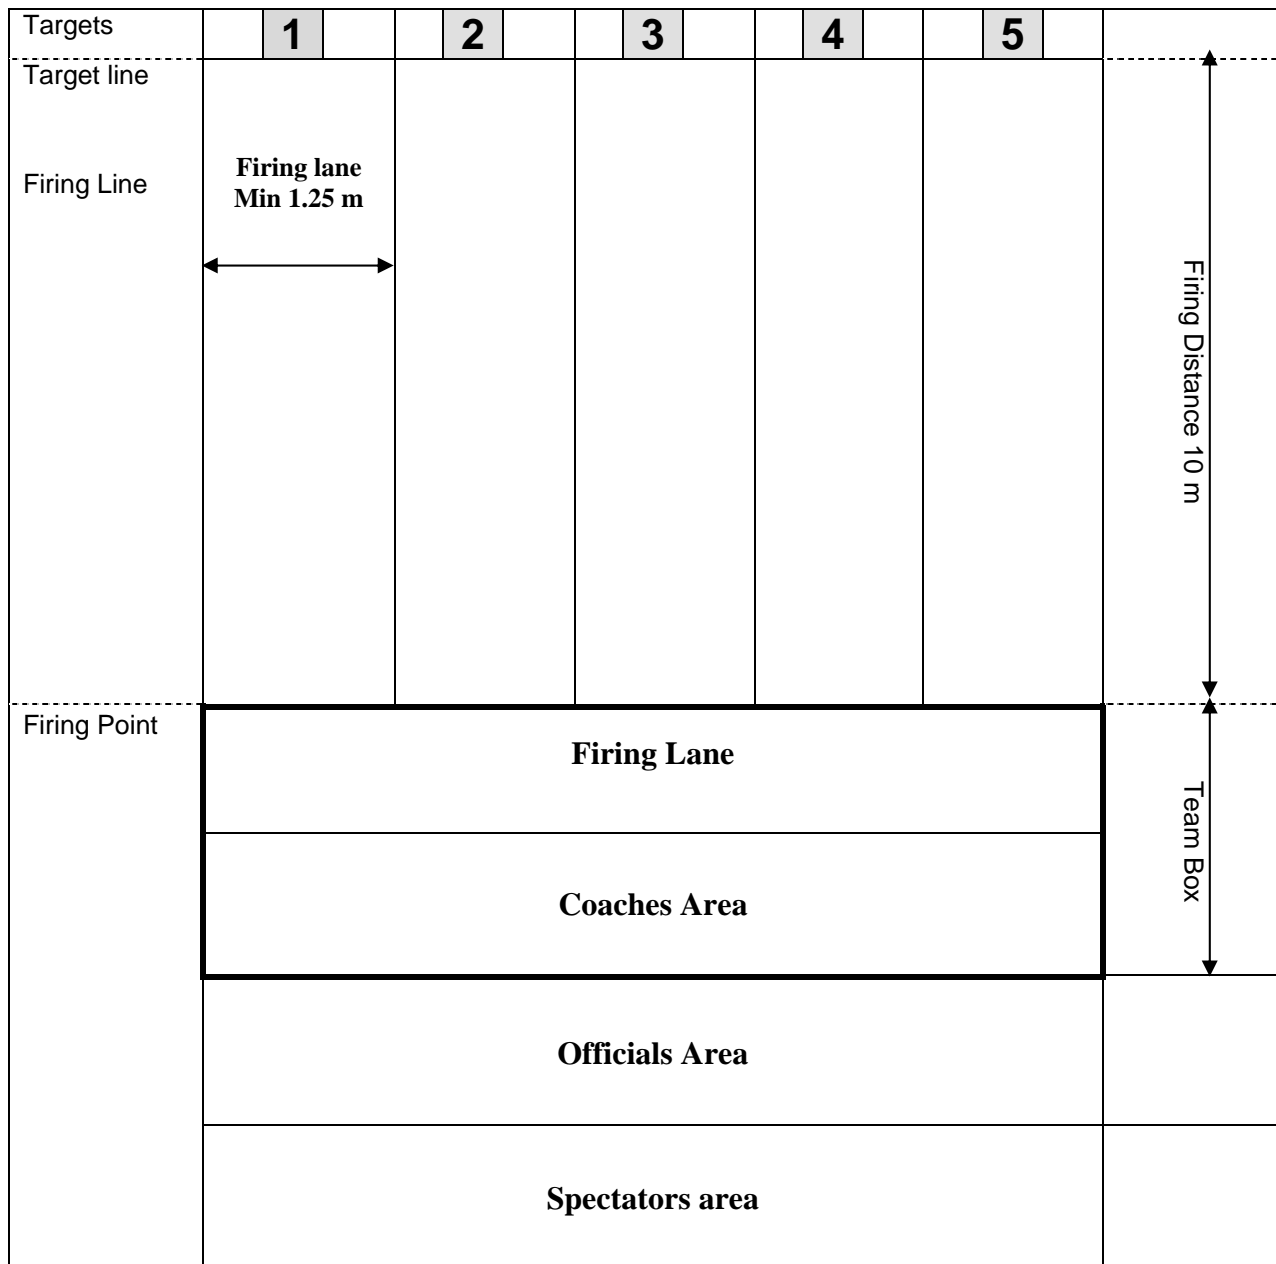 Targets
1 2 3 4 5
Target line
Firing lane
Min 1.25 m
Firing Line
Firing Distance 10 m
Firing Point
Firing Lane
Team Box
Coaches Area
Officials Area
Spectators area